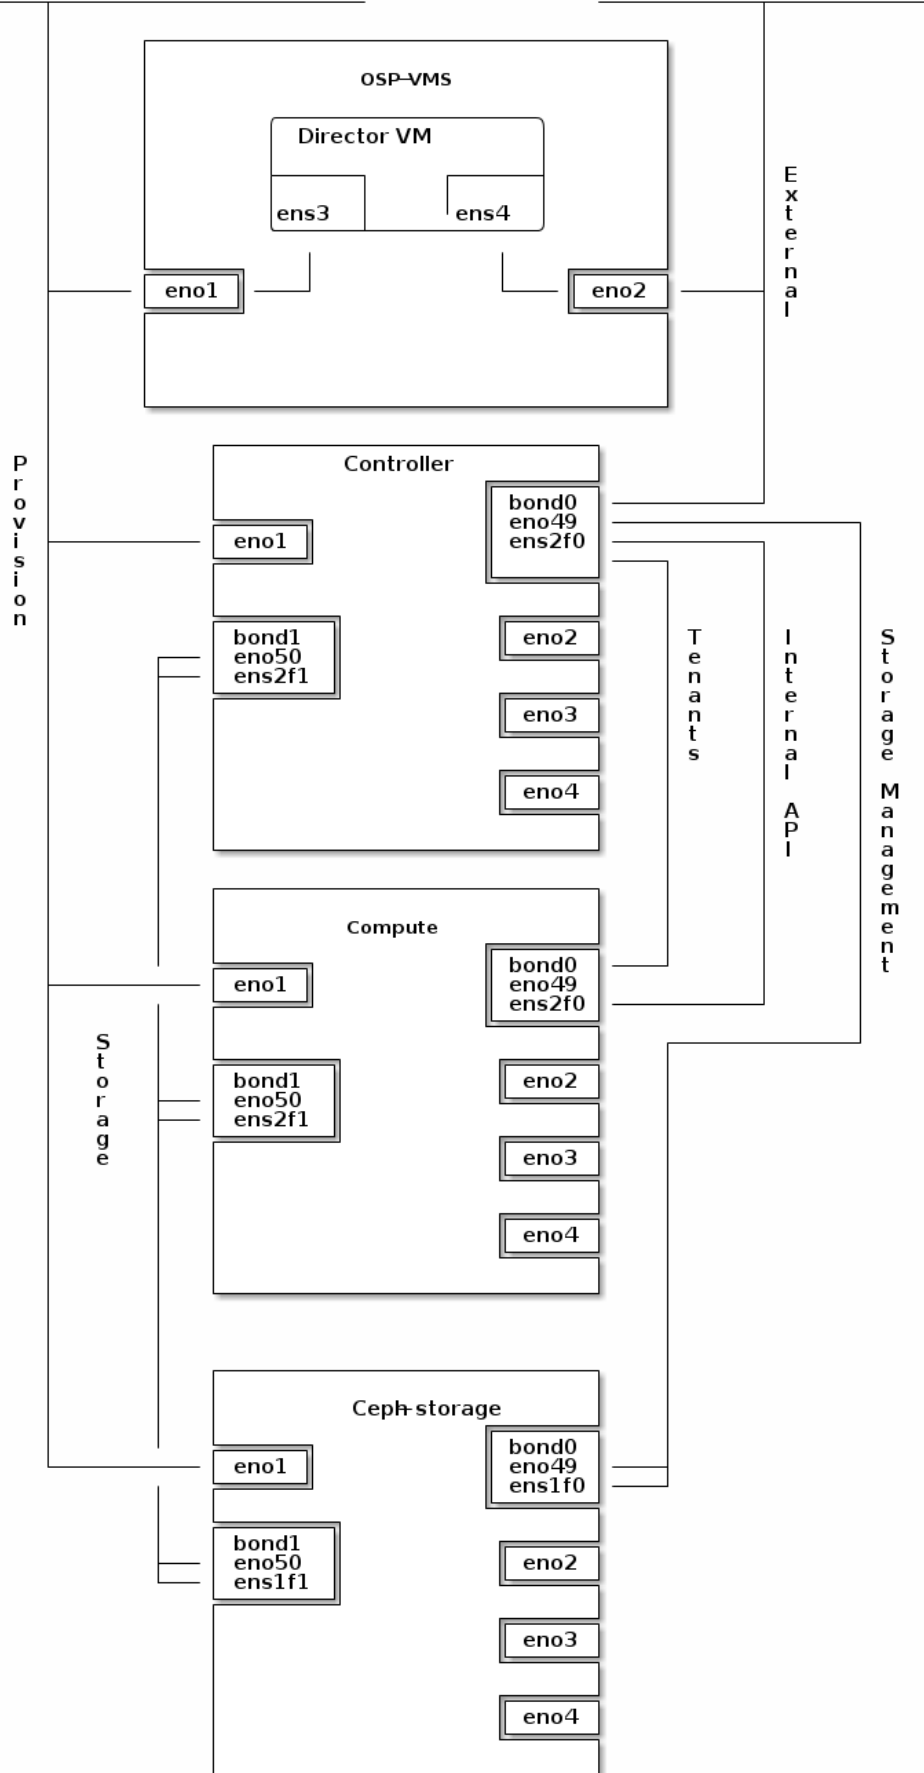 OSP-VMS
Director VM
ens3
ens4
External
eno1
eno2
Provision
Controller
bond0
eno49
ens2f0
eno1
bond1
eno50
ens2f1
eno2
eno3
eno4
Tenants
Internal API
Storage Management
Compute
bond0
eno49
ens2f0
eno1
Storage
bond1
eno50
ens2f1
eno2
eno3
eno4
Ceph-storage
bond0
eno49
ens1f0
eno1
bond1
eno50
ens1f1
eno2
eno3
eno4